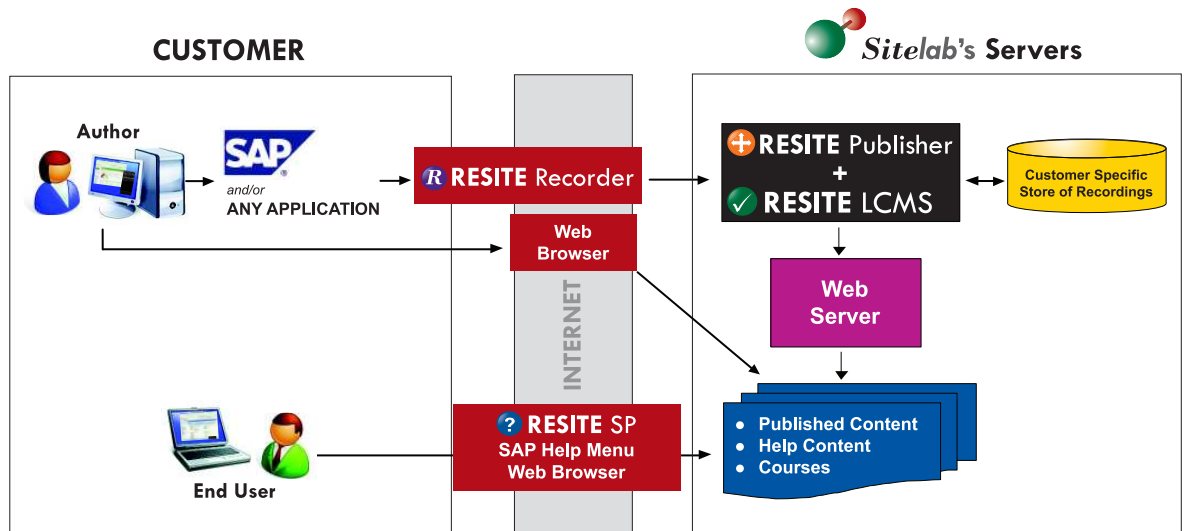 CUSTOMER
Sitelab's Servers
Author
SAP®
and/or
ANY APPLICATION
R RESITE Recorder
RESITE Publisher
+
RESITE LCMS
Customer Specific
Store of Recordings
Web
Browser
Web
Server
INTERNET
? RESITE SP
SAP Help Menu
Web Browser
• Published Content
• Help Content
• Courses
End User